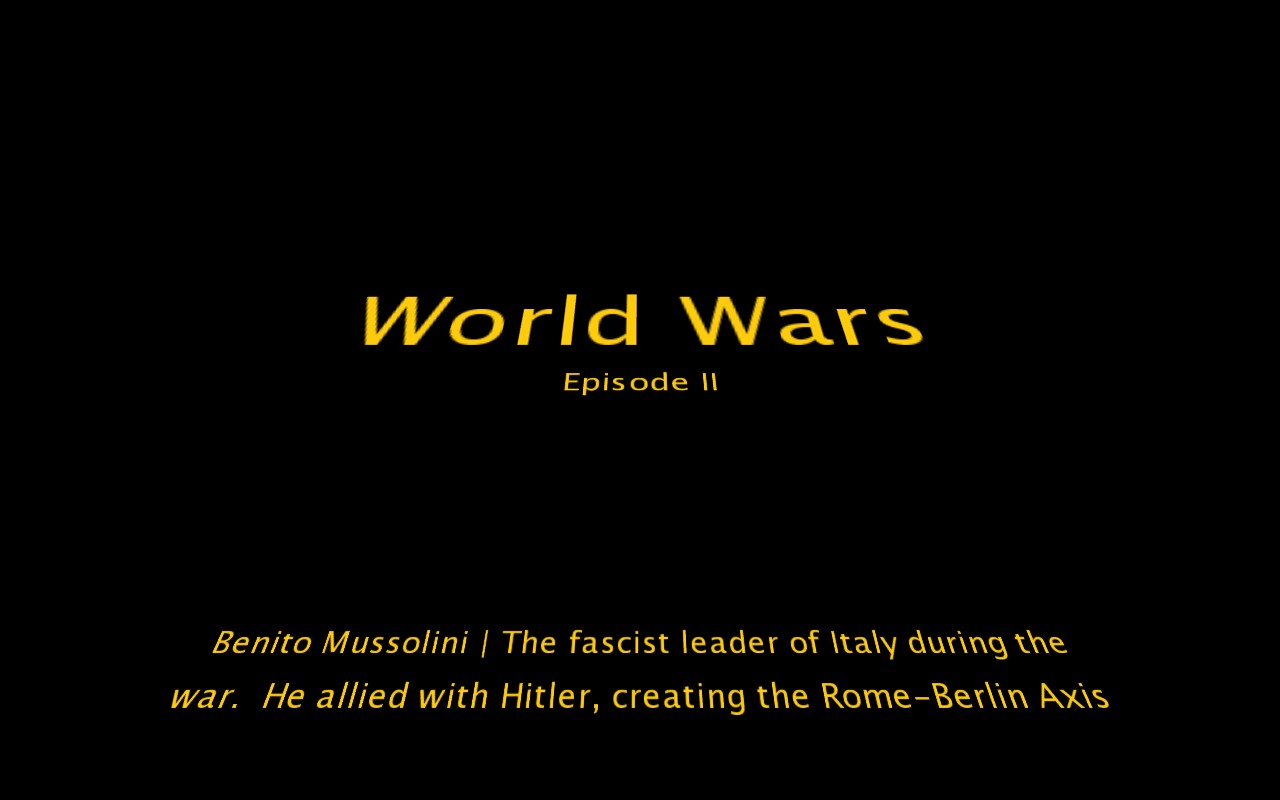 World Wars
Episode II
Benito Mussolini | The fascist leader of Italy during the
war.  He allied with Hitler, creating the Rome-Berlin Axis